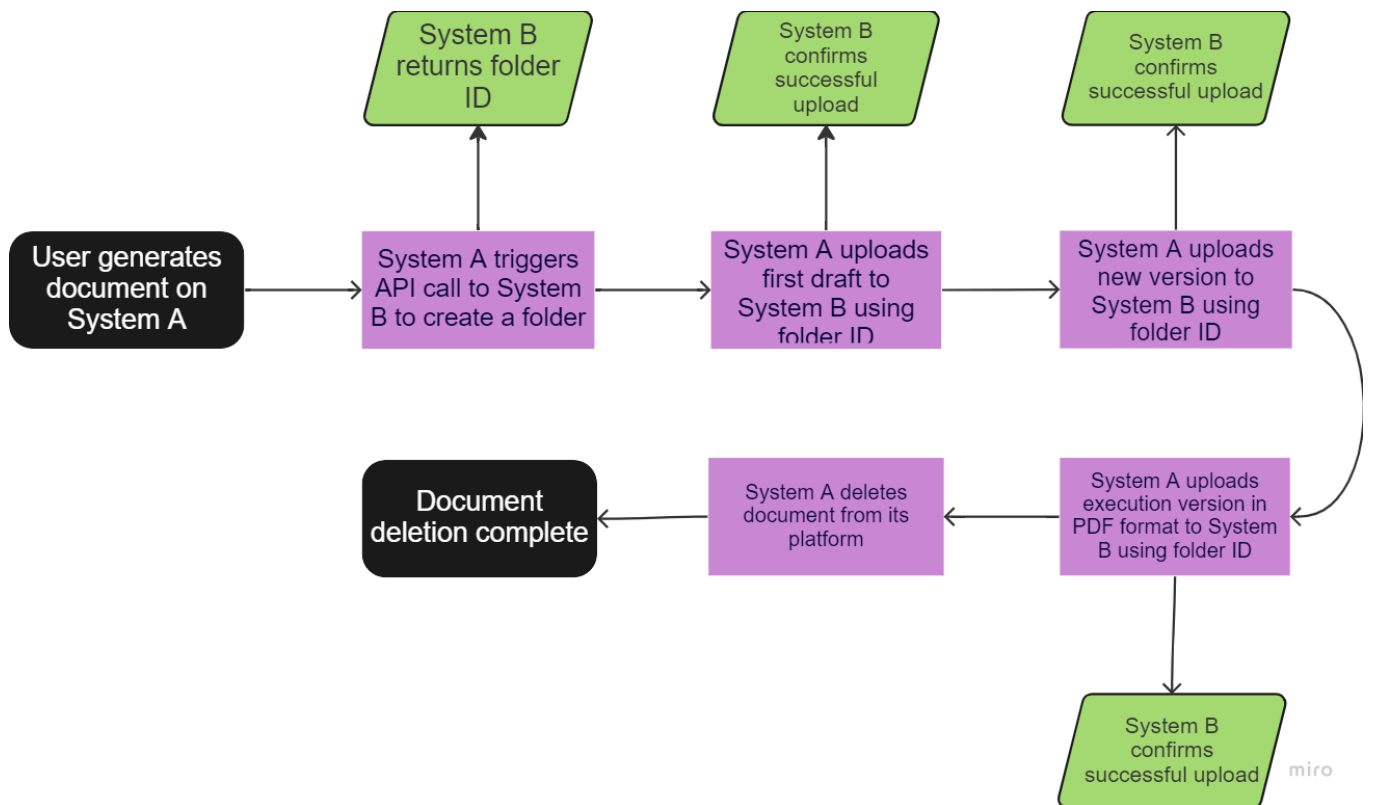 System B
returns folder
ID
System B
confirms
successful
upload
System B
confirms
successful upload
User generates
document on
System A
System A triggers
API call to System
B to create a folder
System A uploads
first draft to
System B using
folder ID
System A uploads
new version to
System B using
folder ID
Document
deletion complete
System A deletes
document from its
platform
System A uploads
execution version in
PDF format to System
B using folder ID
System B
confirms
successful upload
miro